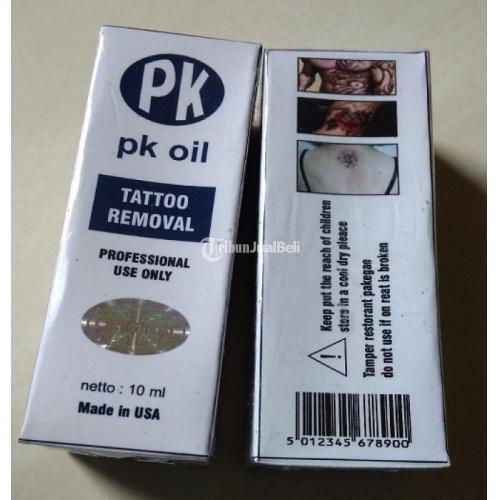 PK
pk oil
TATTOO
REMOVAL
PROFESSIONAL
USE ONLY
netto : 10 ml
Made in USA
TribunJualBeli
Keep put the reach of children
store in a cool dry pleace
Tamper restorant pakegae
do not use if on reat is broken
5 012345 678900